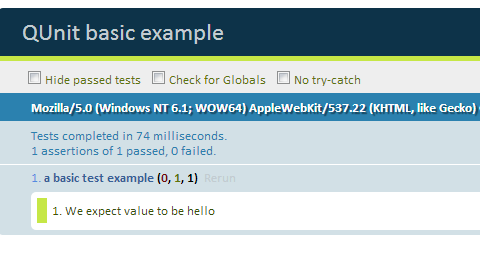 QUnit basic example
Hide passed tests Check for Globals No try-catch
Mozilla/5.0 (Windows NT 6.1; WOW64) AppleWebKit/537.22 (KHTML, like Gecko)
Tests completed in 74 milliseconds.
1 assertions of 1 passed, 0 failed.
1. a basic test example (0, 1, 1) Rerun
1. We expect value to be hello